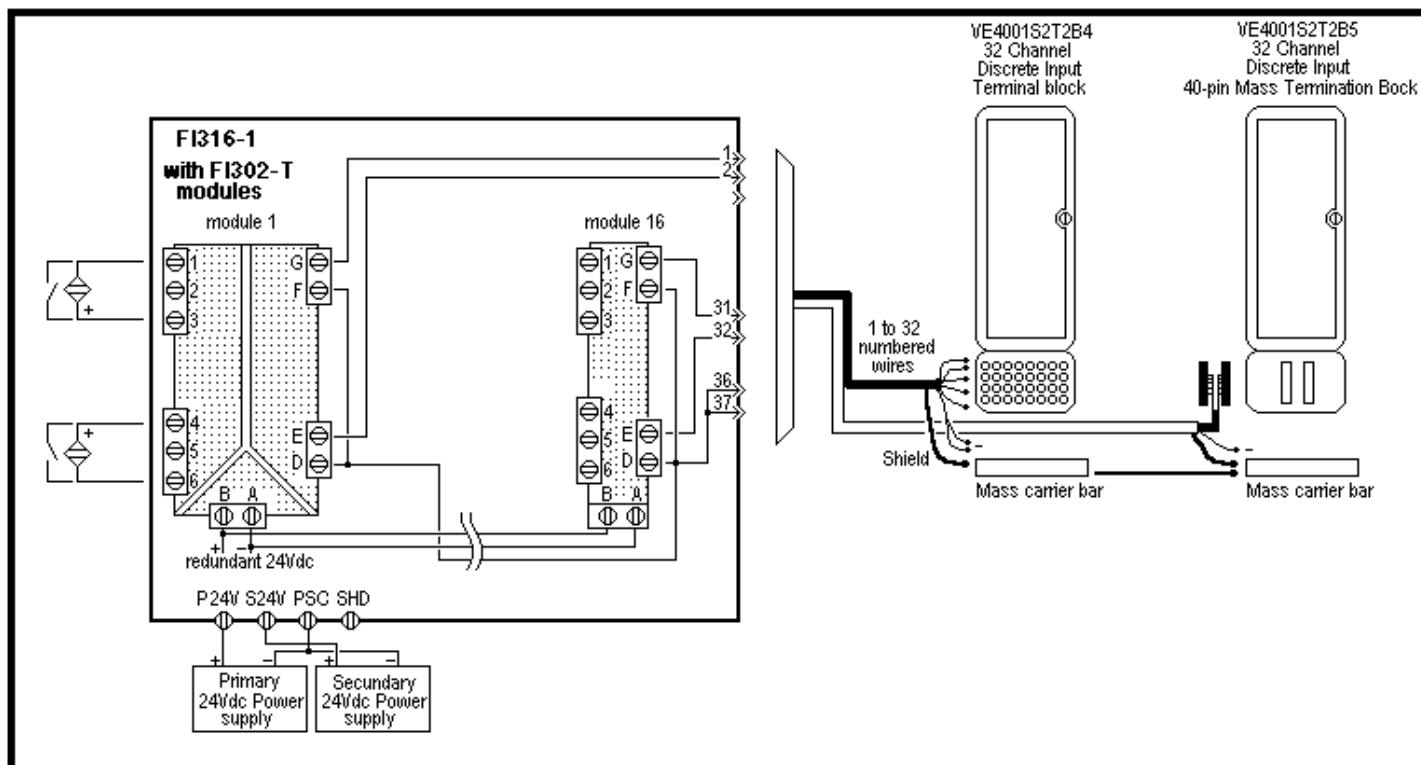 VE4001S2T2B4
32 Channel
Discrete Input
Terminal block
VE4001S2T2B5
32 Channel
Discrete Input
40-pin Mass Termination Bock
FI316-1
with FI302-T
modules
module 1
module 16
1
2
31
32
36
37
1
2
3
4
5
6
G
F
E
D
B A
+ −
redundant 24Vdc
1
2
3
4
5
6
G
F
E
D
B A
+
+
P24V S24V PSC SHD
+ − + −
Primary
24Vdc Power
supply
Secundary
24Vdc Power
supply
1 to 32
numbered
wires
Shield
−
−
Mass carrier bar
Mass carrier bar